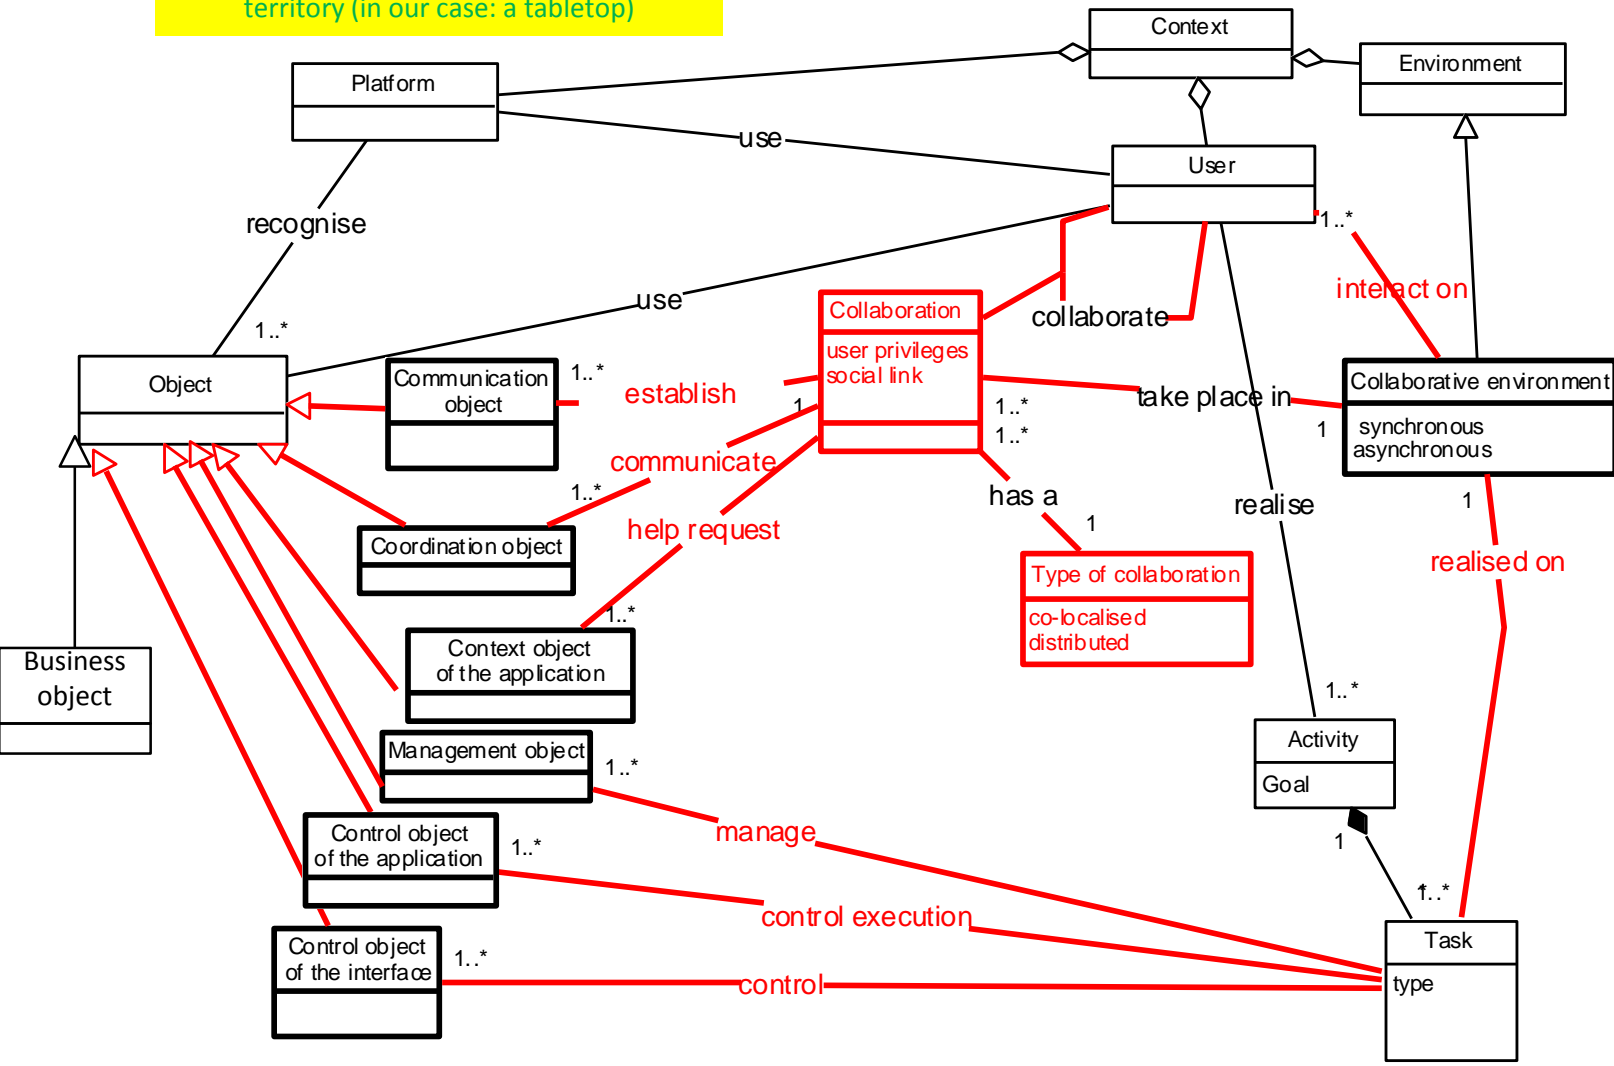 territory (in our case: a tabletop)
Context
Environment
Platform
use
User
1..*
recognise
interact on
use
1..*
Collaboration
collaborate
user privileges
social link
Object
Communication
object
1..*
establish
1
take place in
1..*
1..*
1
Collaborative environment
synchronous
asynchronous
communicate
1..*
has a
1
realise
1
help request
Coordination object
realised on
Type of collaboration
co-localised
distributed
1..*
Context object
of the application
Business
object
1..*
Management object
1..*
Activity
Goal
1
manage
Control object
of the application
1..*
1..*
control execution
Control object
of the interface
1..*
control
Task
type